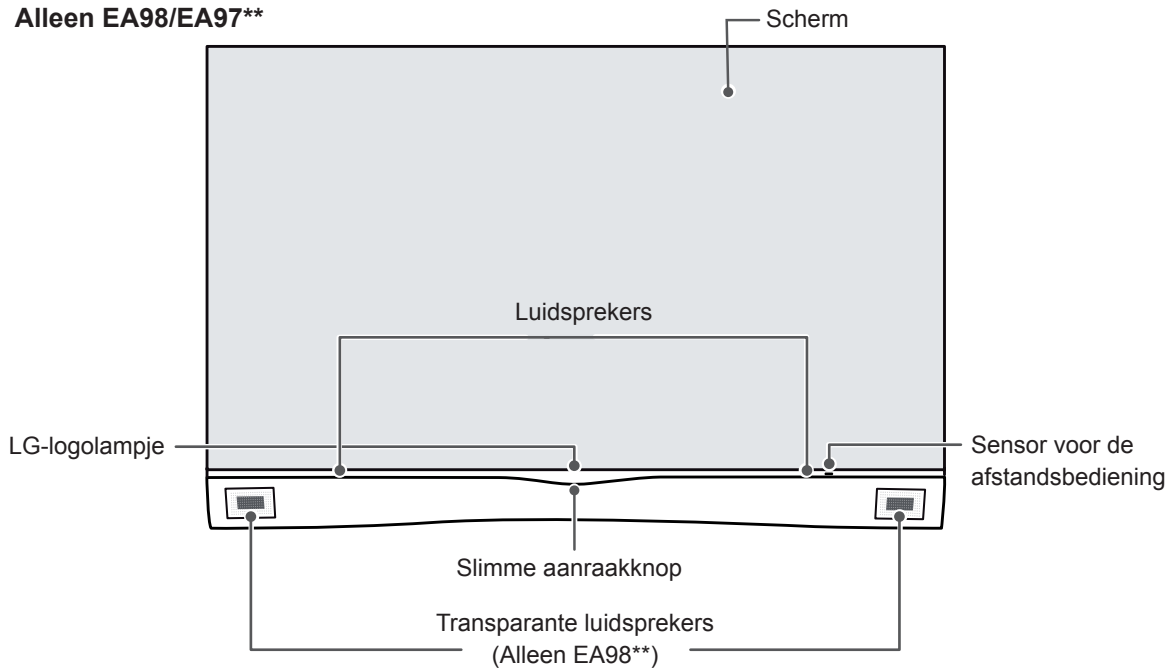 Alleen EA98/EA97**
Scherm
Luidsprekers
LG-logolampje
Sensor voor de
afstandsbediening
Slimme aanraakknop
Transparante luidsprekers
(Alleen EA98**)